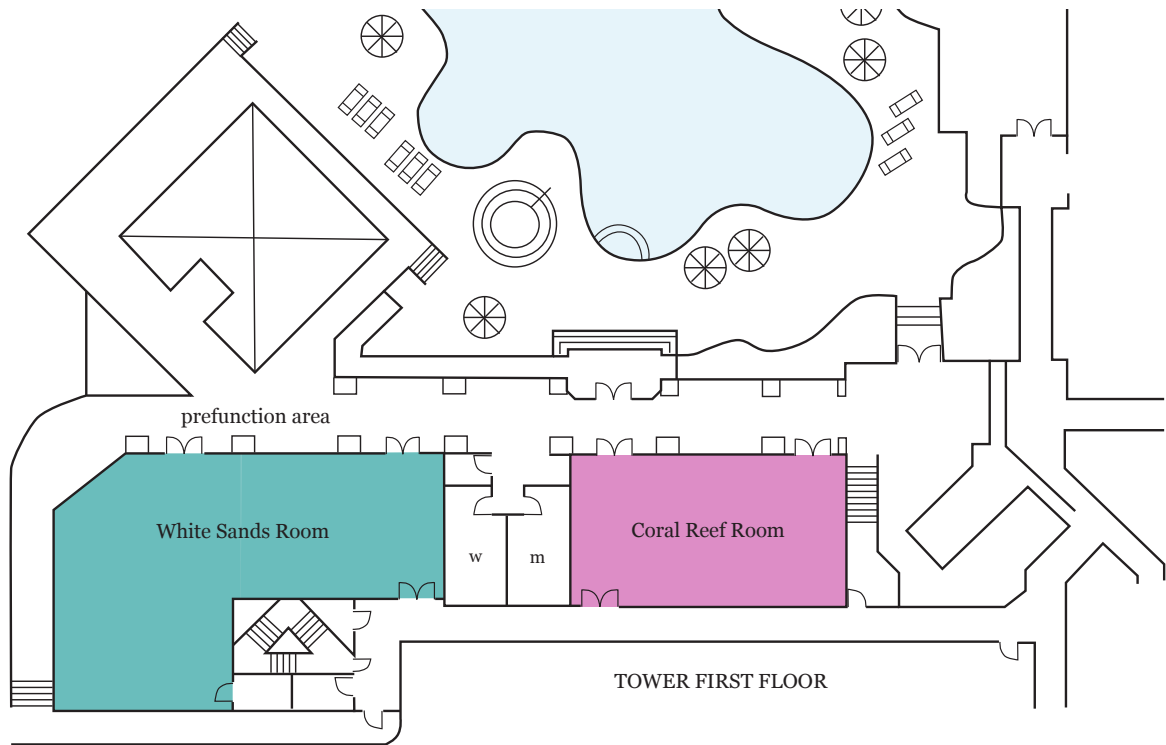 prefunction area
White Sands Room
Coral Reef Room
w
m
TOWER FIRST FLOOR